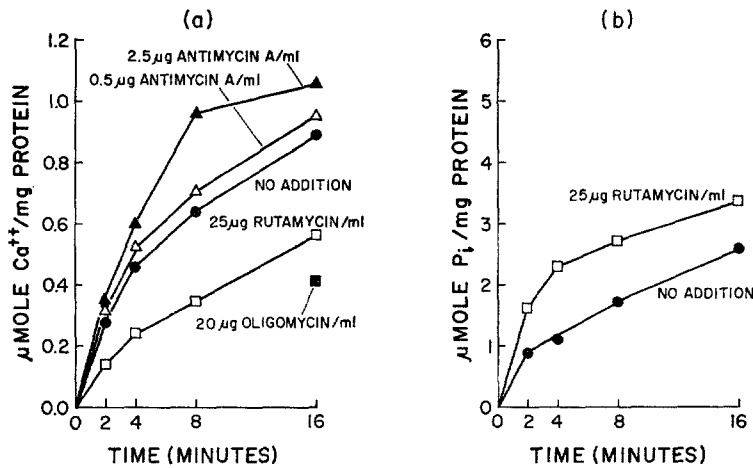 (a)
μMOLE Ca++/mg PROTEIN
1.0
0.8
0.6
0.4
0.2
0.0
2.5μg ANTIMYCIN A/ml
0.5μg ANTIMYCIN A/ml
NO ADDITION
25μg RUTAMYCIN/ml
20μg OLIGOMYCIN/ml
0 2 4 8 16
TIME (MINUTES)
(b)
μMOLE Pi/mg PROTEIN
6
5
4
3
2
1
0
25μg RUTAMYCIN/ml
NO ADDITION
0 2 4 8 16
TIME (MINUTES)